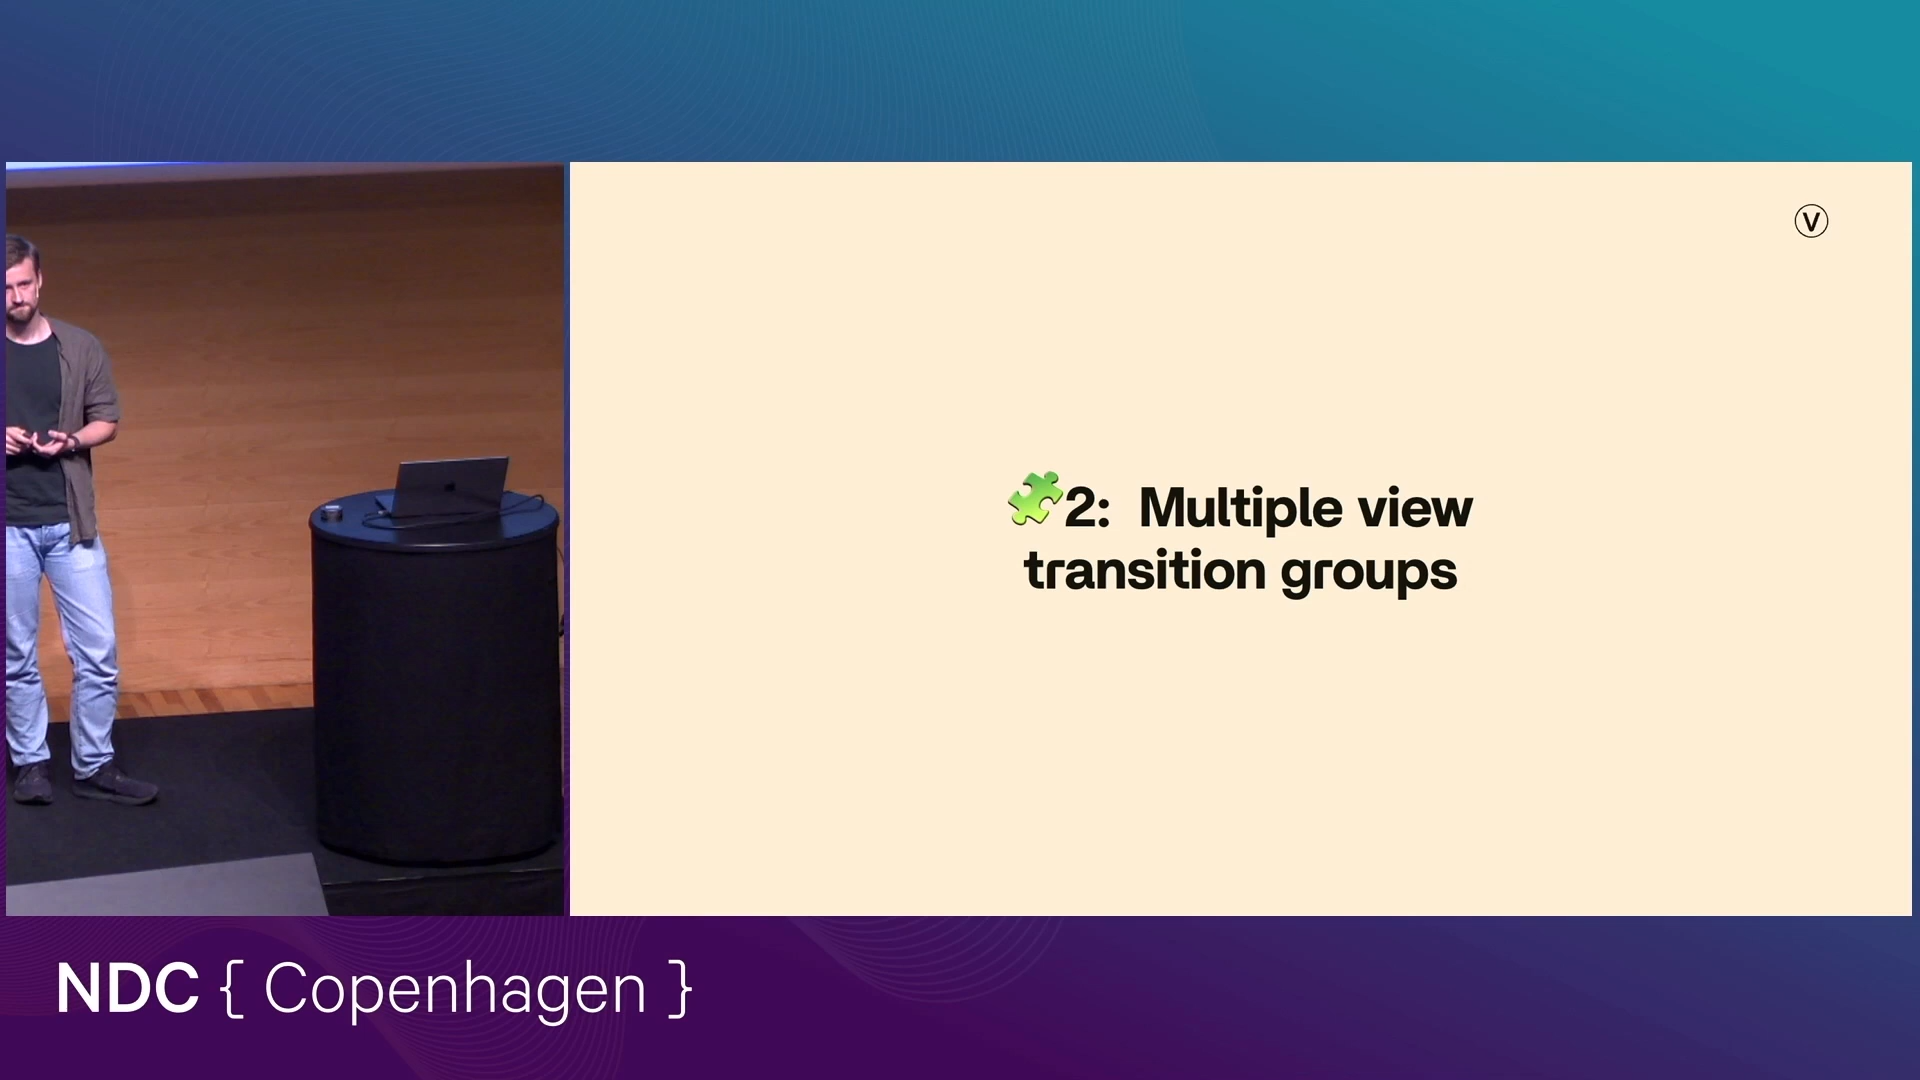 V
🧩2: Multiple view
transition groups
NDC { Copenhagen }